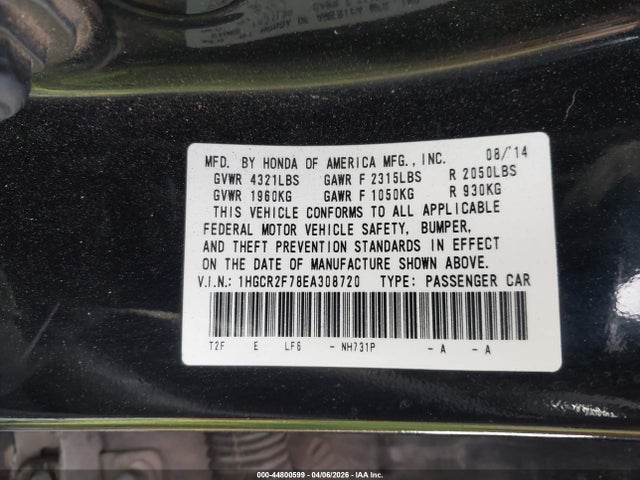 MFD. BY HONDA OF AMERICA MFG., INC. 08/14
GVWR 4321LBS GAWR F 2315LBS R 2050LBS
GVWR 1960KG GAWR F 1050KG R 930KG
THIS VEHICLE CONFORMS TO ALL APPLICABLE
FEDERAL MOTOR VEHICLE SAFETY, BUMPER,
AND THEFT PREVENTION STANDARDS IN EFFECT
ON THE DATE OF MANUFACTURE SHOWN ABOVE.
V.I.N.: 1HGCR2F78EA308720 TYPE: PASSENGER CAR
T2F E LF6 - NH731P - A - A
000-44800599 - 04/06/2026 - IAA Inc.